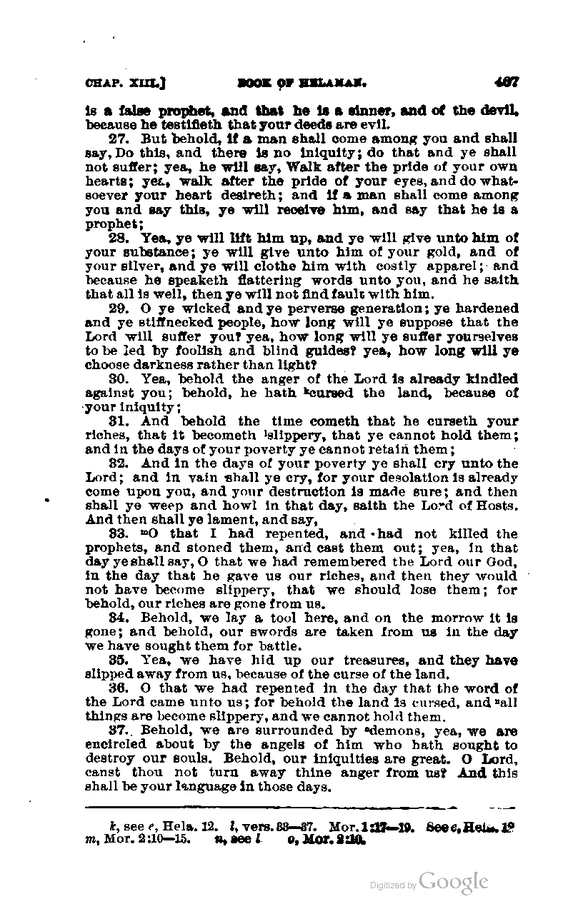 CHAP. XIII.] BOOK OF HELAMAN. 467
is a false prophet, and that he is a sinner, and of the devil,
because he testifieth that your deeds are evil.
27. But behold, if a man shall come among you and shall
say, Do this, and there is no iniquity; do that and ye shall
not suffer; yea, he will say, Walk after the pride of your own
hearts; yea, walk after the pride of your eyes, and do what-
soever your heart desireth; and if a man shall come among
you and say this, ye will receive him, and say that he is a
prophet;
28. Yea, ye will lift him up, and ye will give unto him of
your substance; ye will give unto him of your gold, and of
your silver, and ye will clothe him with costly apparel; and
because he speaketh flattering words unto you, and he saith
that all is well, then ye will not find fault with him.
29. O ye wicked and ye perverse generation; ye hardened
and ye stiffnecked people, how long will ye suppose that the
Lord will suffer you? yea, how long will ye suffer yourselves
to be led by foolish and blind guides? yea, how long will ye
choose darkness rather than light?
30. Yea, behold the anger of the Lord is already kindled
against you; behold, he hath ᵏcursed the land, because of
your iniquity;
31. And behold the time cometh that he curseth your
riches, that it becometh ˡslippery, that ye cannot hold them;
and in the days of your poverty ye cannot retain them;
32. And in the days of your poverty ye shall cry unto the
Lord; and in vain shall ye cry, for your desolation is already
come upon you, and your destruction is made sure; and then
shall ye weep and howl in that day, saith the Lord of Hosts.
And then shall ye lament, and say,
33. ᵐO that I had repented, and had not killed the
prophets, and stoned them, and cast them out; yea, in that
day ye shall say, O that we had remembered the Lord our God,
in the day that he gave us our riches, and then they would
not have become slippery, that we should lose them; for
behold, our riches are gone from us.
34. Behold, we lay a tool here, and on the morrow it is
gone; and behold, our swords are taken from us in the day
we have sought them for battle.
35. Yea, we have hid up our treasures, and they have
slipped away from us, because of the curse of the land.
36. O that we had repented in the day that the word of
the Lord came unto us; for behold the land is cursed, and ⁿall
things are become slippery, and we cannot hold them.
37. Behold, we are surrounded by ᵒdemons, yea, we are
encircled about by the angels of him who hath sought to
destroy our souls. Behold, our iniquities are great. O Lord,
canst thou not turn away thine anger from us? And this
shall be your language in those days.
k, see e, Hela. 12. l, vers. 33—37. Mor. 1:17—19. See e, Hela. 12
m, Mor. 2:10—15. n, see l o, Mor. 2:10.
Digitized by Google